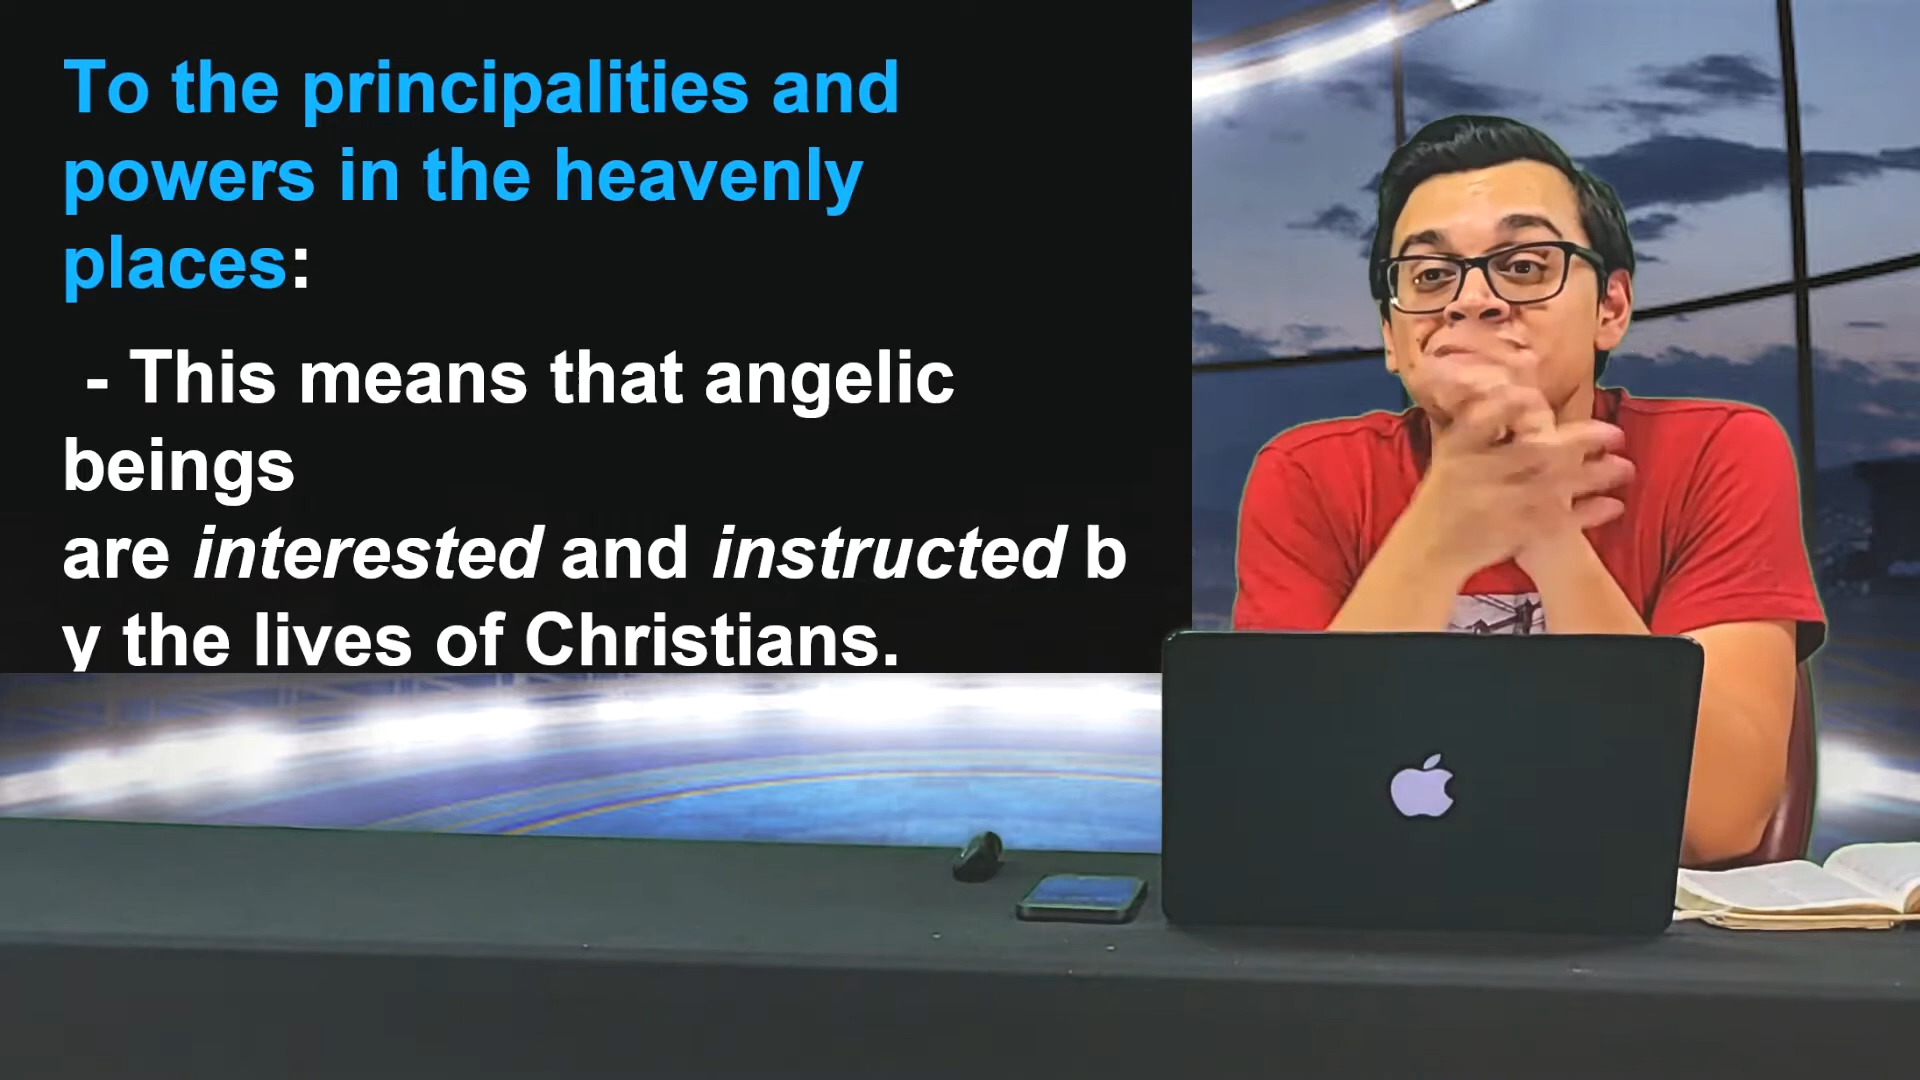 To the principalities and
powers in the heavenly
places:
- This means that angelic
beings
are interested and instructed b
y the lives of Christians.